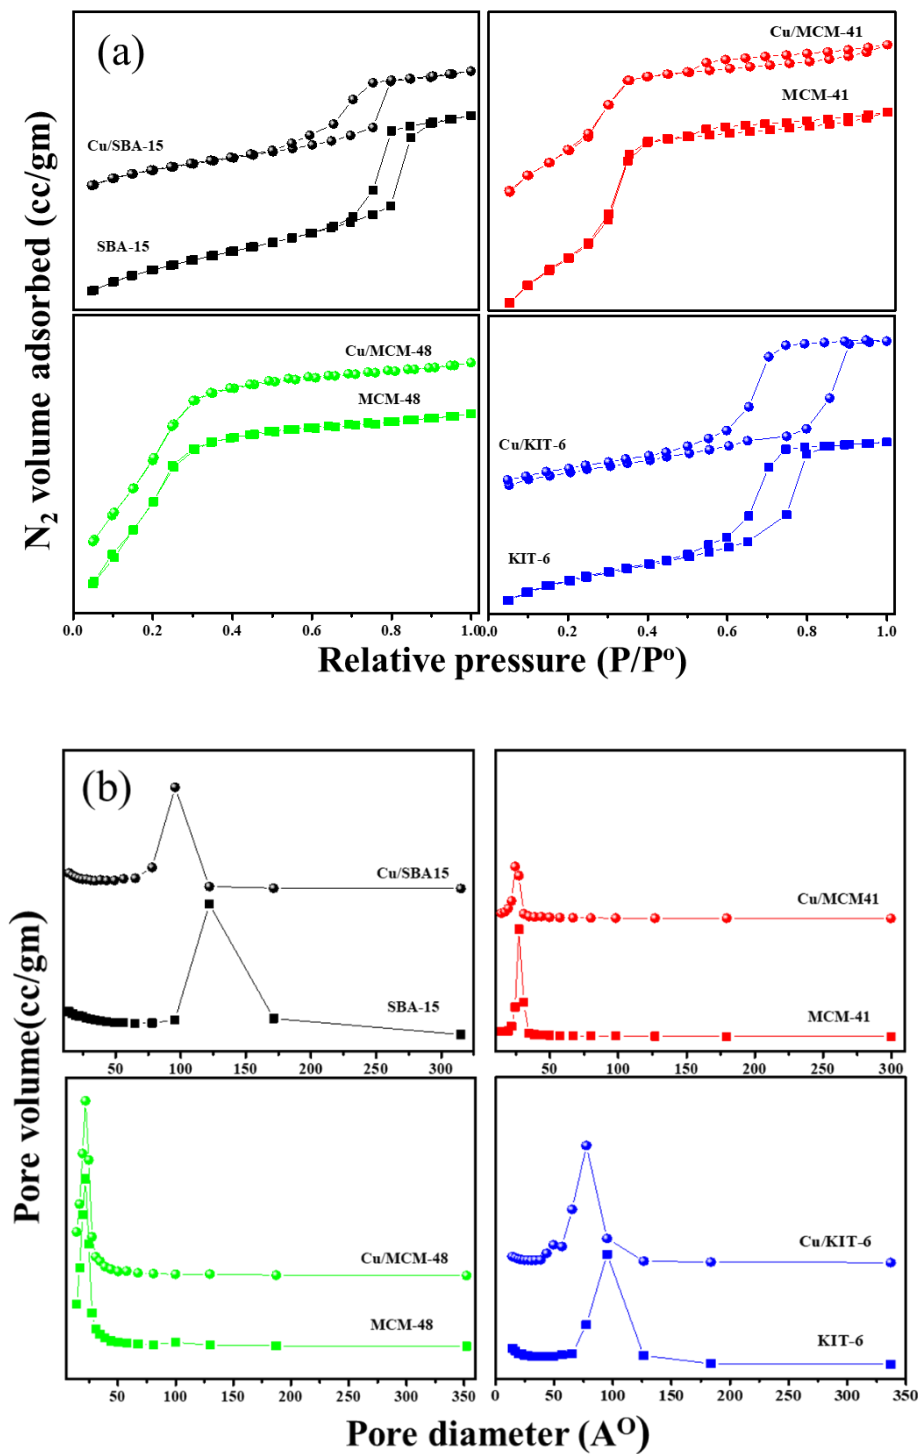 (a)
N2 volume adsorbed (cc/gm)
Cu/SBA-15
SBA-15
Cu/MCM-41
MCM-41
Cu/MCM-48
MCM-48
Cu/KIT-6
KIT-6
0.0 0.2 0.4 0.6 0.8 1.0
0.0 0.2 0.4 0.6 0.8 1.0
Relative pressure (P/P^o)
(b)
Pore volume(cc/gm)
Cu/SBA15
SBA-15
50 100 150 200 250 300
Cu/MCM41
MCM-41
0 50 100 150 200 250 300
Cu/MCM-48
MCM-48
50 100 150 200 250 300 350
Cu/KIT-6
KIT-6
0 50 100 150 200 250 300 350
Pore diameter (A^O)